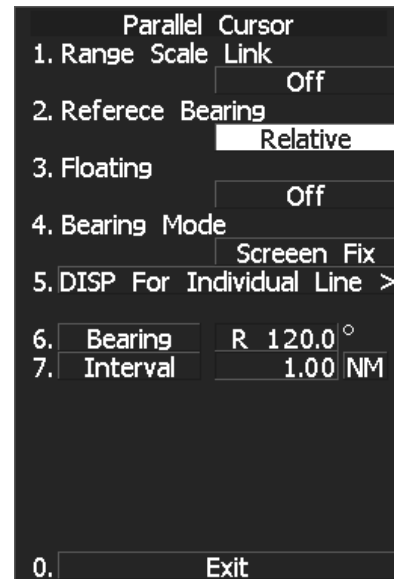 Parallel Cursor
1. Range Scale Link
Off
2. Referece Bearing
Relative
3. Floating
Off
4. Bearing Mode
Screeen Fix
5. DISP For Individual Line >
6. Bearing R 120.0°
7. Interval 1.00 NM
0. Exit